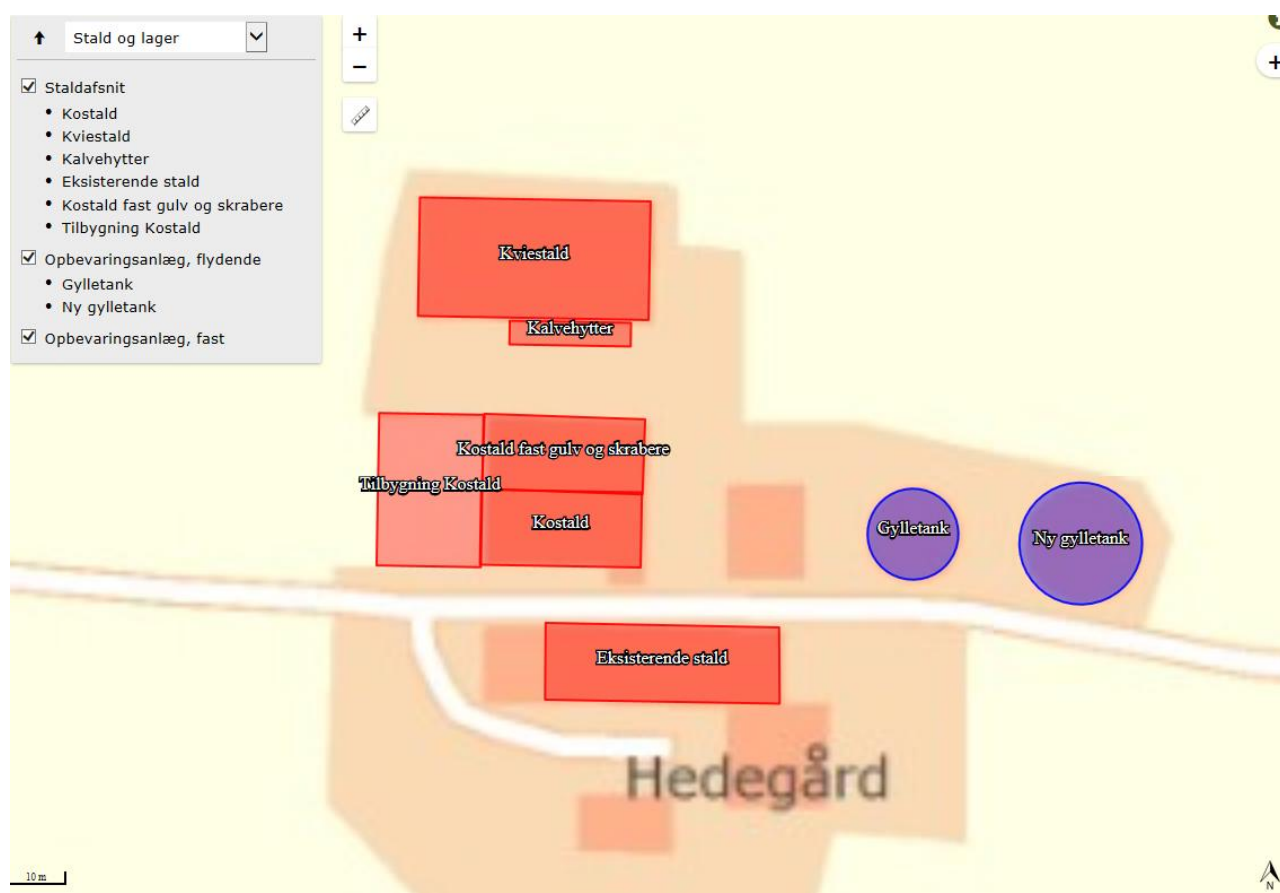 Stald og lager
Staldafsnit
Kostald
Kviestald
Kalvehytter
Eksisterende stald
Kostald fast gulv og skrabere
Tilbygning Kostald
Opbevaringsanlæg, flydende
Gylletank
Ny gylletank
Opbevaringsanlæg, fast
+
−
+
Kviestald
Kalvehytter
Kostald fast gulv og skrabere
Tilbygning Kostald
Kostald
Gylletank
Ny gylletank
Eksisterende stald
Hedegård
10 m
N